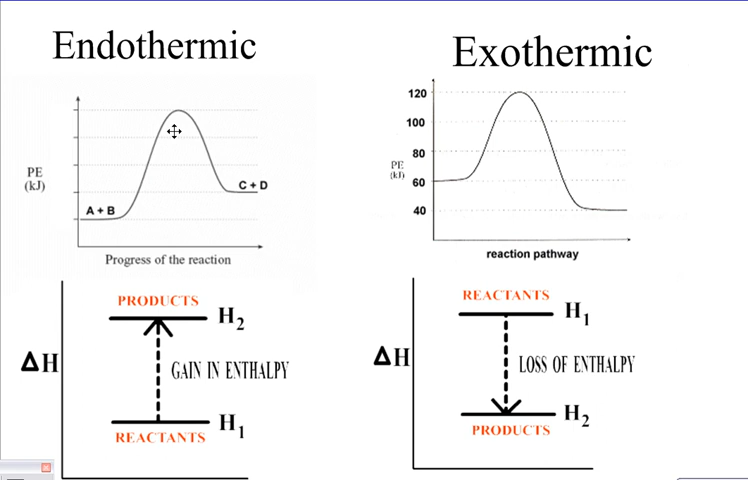 Endothermic
PE
(kJ)
A + B
C + D
Progress of the reaction
PRODUCTS
H2
ΔH
GAIN IN ENTHALPY
H1
REACTANTS
Exothermic
120
100
80
PE
(kJ)
60
40
reaction pathway
REACTANTS
H1
ΔH
LOSS OF ENTHALPY
H2
PRODUCTS